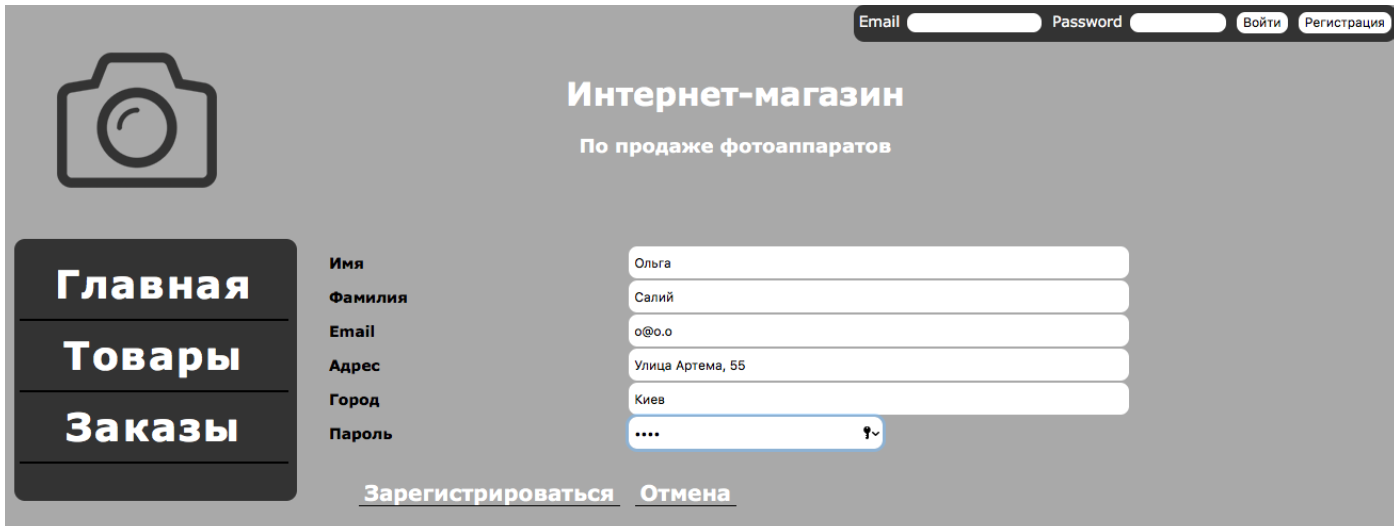 Email Password Войти Регистрация
Интернет-магазин
По продаже фотоаппаратов
Главная
Товары
Заказы
Имя Ольга
Фамилия Салий
Email o@o.o
Адрес Улица Артема, 55
Город Киев
Пароль ••••
Зарегистрироваться Отмена